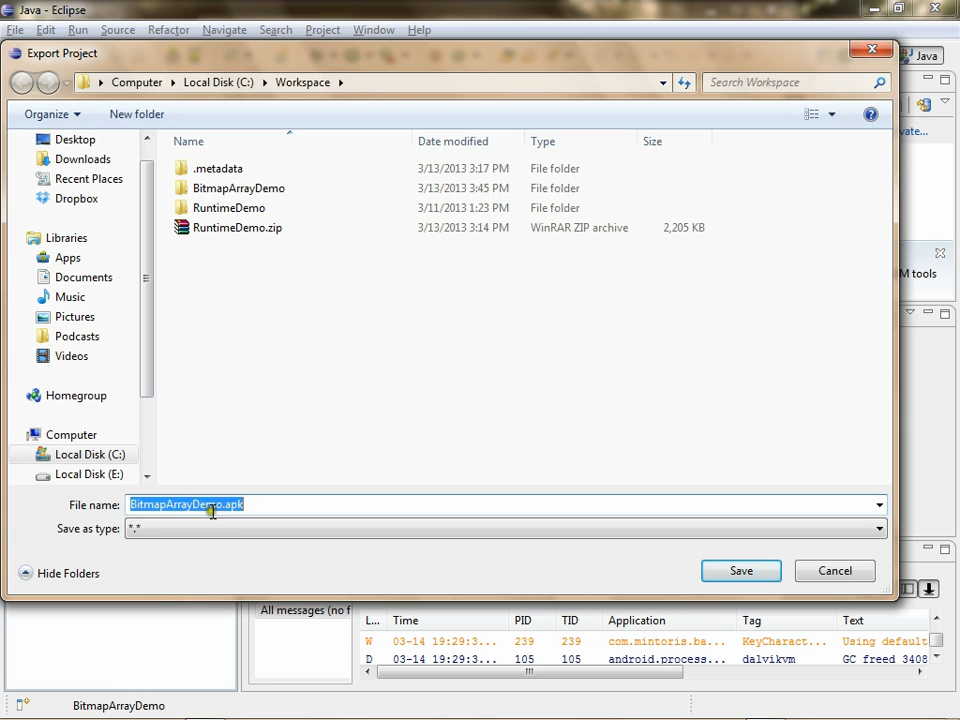 Java - Eclipse
File Edit Run Source Refactor Navigate Search Project Window Help
Export Project
Java
Computer Local Disk (C:) Workspace
Search Workspace
Organize New folder
vate...
Name Date modified Type Size
Desktop
Downloads
Recent Places
Dropbox
Libraries
Apps
Documents
Music
Pictures
Podcasts
Videos
Homegroup
Computer
Local Disk (C:)
Local Disk (E:)
.metadata 3/13/2013 3:17 PM File folder
BitmapArrayDemo 3/13/2013 3:45 PM File folder
RuntimeDemo 3/11/2013 1:23 PM File folder
RuntimeDemo.zip 3/13/2013 3:14 PM WinRAR ZIP archive 2,205 KB
M tools
File name: BitmapArrayDemo.apk
Save as type: *.*
Hide Folders
Save Cancel
All messages (no f
L... Time PID TID Application Tag Text
W 03-14 19:29:3... 239 239 com.mintoris.ba... KeyCharact... Using default
D 03-14 19:29:3... 105 105 android.process... dalvikvm GC freed 3408
BitmapArrayDemo